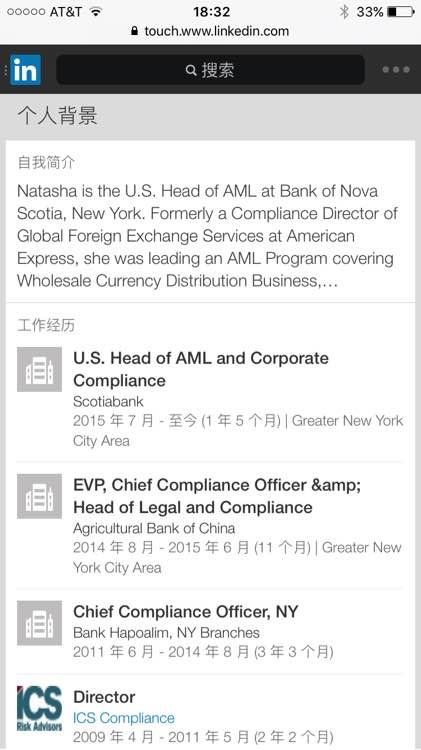 AT&T 18:32 33%
touch.www.linkedin.com
in 搜索
个人背景
自我简介
Natasha is the U.S. Head of AML at Bank of Nova
Scotia, New York. Formerly a Compliance Director of
Global Foreign Exchange Services at American
Express, she was leading an AML Program covering
Wholesale Currency Distribution Business,...
工作经历
U.S. Head of AML and Corporate
Compliance
Scotiabank
2015 年 7 月 - 至今 (1 年 5 个月) | Greater New York
City Area
EVP, Chief Compliance Officer &amp;
Head of Legal and Compliance
Agricultural Bank of China
2014 年 8 月 - 2015 年 6 月 (11 个月) | Greater New
York City Area
Chief Compliance Officer, NY
Bank Hapoalim, NY Branches
2011 年 6 月 - 2014 年 8 月 (3 年 3 个月)
ICS
Risk Advisors
Director
ICS Compliance
2009 年 4 月 - 2011 年 5 月 (2 年 2 个月)